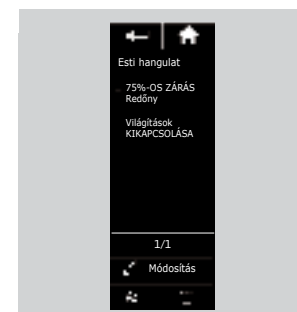 Esti hangulat
75%-OS ZÁRÁS
Redőny
Világítások
KIKAPCSOLÁSA
1/1
Módosítás